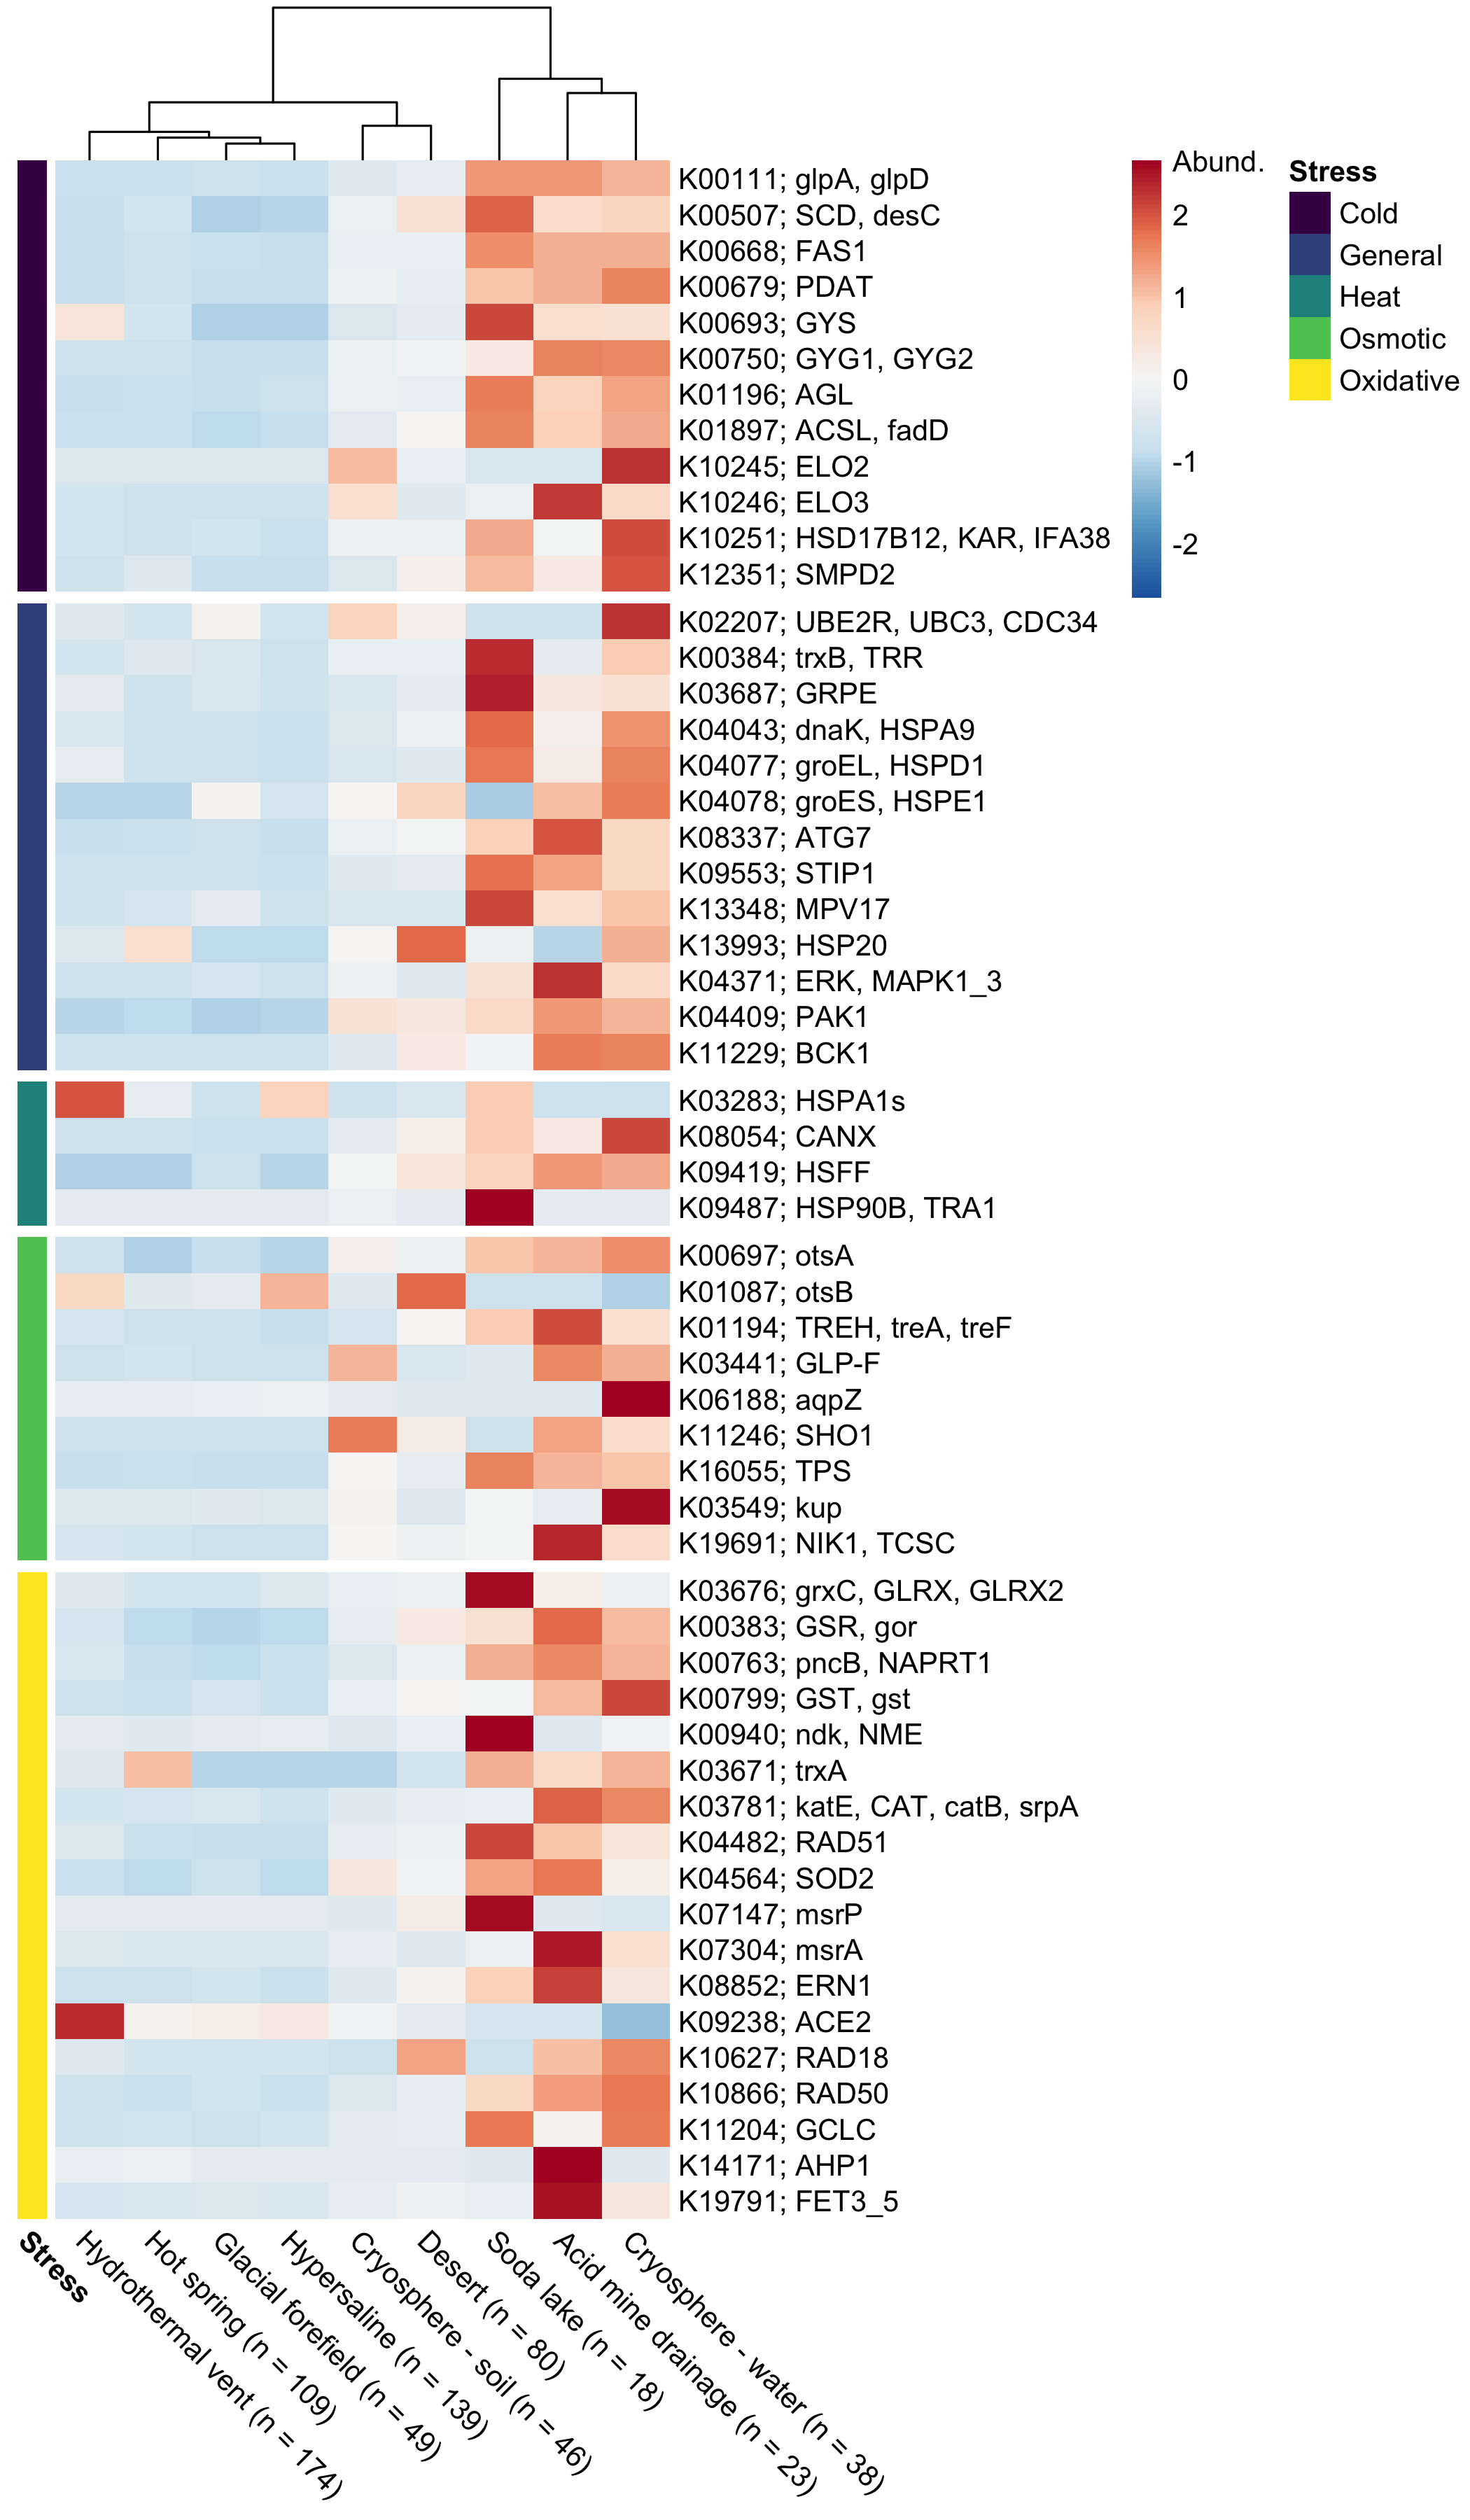 K00111; glpA, glpD
K00507; SCD, desC
K00668; FAS1
K00679; PDAT
K00693; GYS
K00750; GYG1, GYG2
K01196; AGL
K01897; ACSL, fadD
K10245; ELO2
K10246; ELO3
K10251; HSD17B12, KAR, IFA38
K12351; SMPD2
K02207; UBE2R, UBC3, CDC34
K00384; trxB, TRR
K03687; GRPE
K04043; dnaK, HSPA9
K04077; groEL, HSPD1
K04078; groES, HSPE1
K08337; ATG7
K09553; STIP1
K13348; MPV17
K13993; HSP20
K04371; ERK, MAPK1_3
K04409; PAK1
K11229; BCK1
K03283; HSPA1s
K08054; CANX
K09419; HSFF
K09487; HSP90B, TRA1
K00697; otsA
K01087; otsB
K01194; TREH, treA, treF
K03441; GLP-F
K06188; aqpZ
K11246; SHO1
K16055; TPS
K03549; kup
K19691; NIK1, TCSC
K03676; grxC, GLRX, GLRX2
K00383; GSR, gor
K00763; pncB, NAPRT1
K00799; GST, gst
K00940; ndk, NME
K03671; trxA
K03781; katE, CAT, catB, srpA
K04482; RAD51
K04564; SOD2
K07147; msrP
K07304; msrA
K08852; ERN1
K09238; ACE2
K10627; RAD18
K10866; RAD50
K11204; GCLC
K14171; AHP1
K19791; FET3_5
Abund.
2
1
0
-1
-2
Stress
Cold
General
Heat
Osmotic
Oxidative
Stress
Hydrothermal vent (n = 174)
Hot spring (n = 109)
Glacial forefield (n = 49)
Hypersaline (n = 139)
Cryosphere - soil (n = 46)
Desert (n = 80)
Soda lake (n = 18)
Acid mine drainage (n = 23)
Cryosphere - water (n = 38)